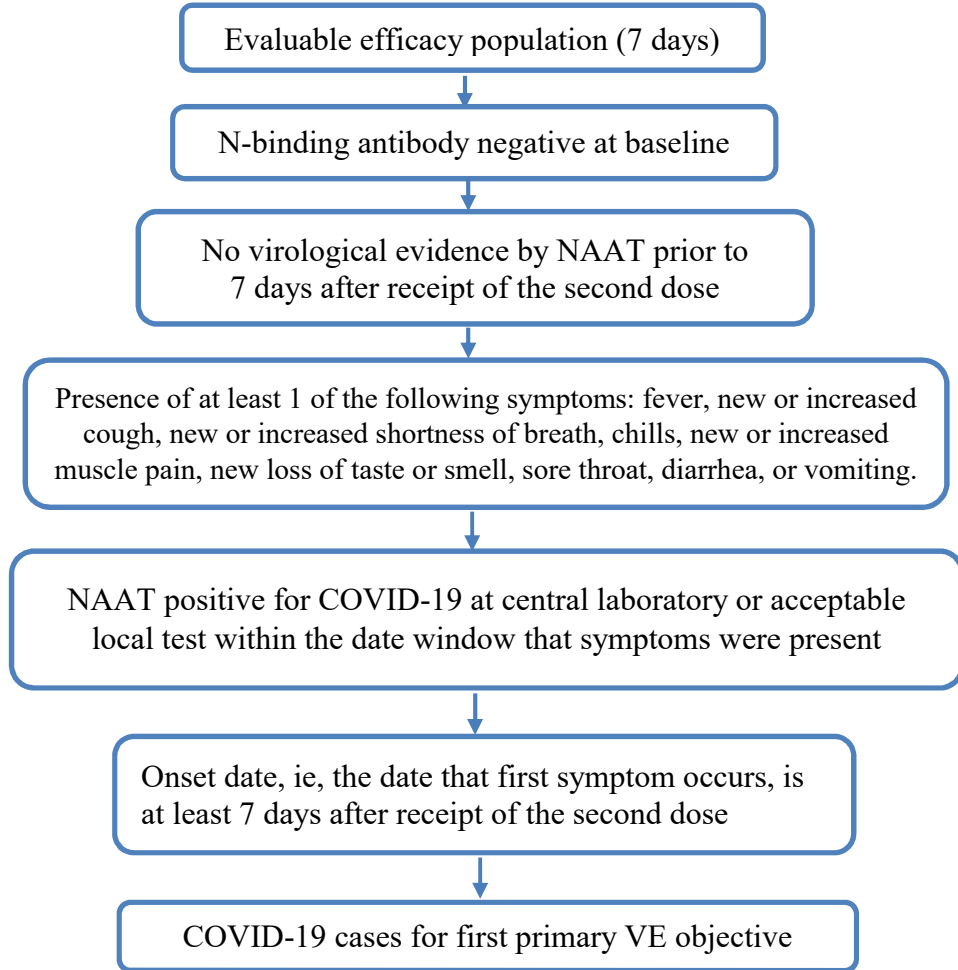 Evaluable efficacy population (7 days)
N-binding antibody negative at baseline
No virological evidence by NAAT prior to
7 days after receipt of the second dose
Presence of at least 1 of the following symptoms: fever, new or increased
cough, new or increased shortness of breath, chills, new or increased
muscle pain, new loss of taste or smell, sore throat, diarrhea, or vomiting.
NAAT positive for COVID-19 at central laboratory or acceptable
local test within the date window that symptoms were present
Onset date, ie, the date that first symptom occurs, is
at least 7 days after receipt of the second dose
COVID-19 cases for first primary VE objective